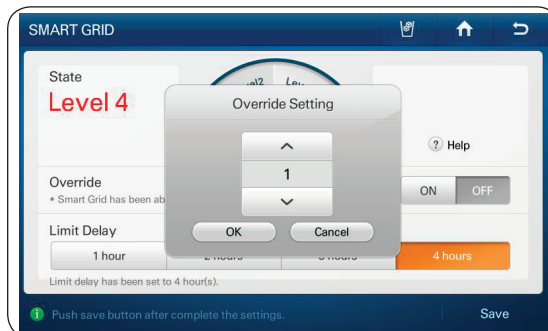 SMART GRID
State
Level 4
Override Setting
1
OK
Cancel
? Help
Override
• Smart Grid has been
ON OFF
Limit Delay
1 hour
4 hours
Limit delay has been set to 4 hour(s).
Push save button after complete the settings.
Save